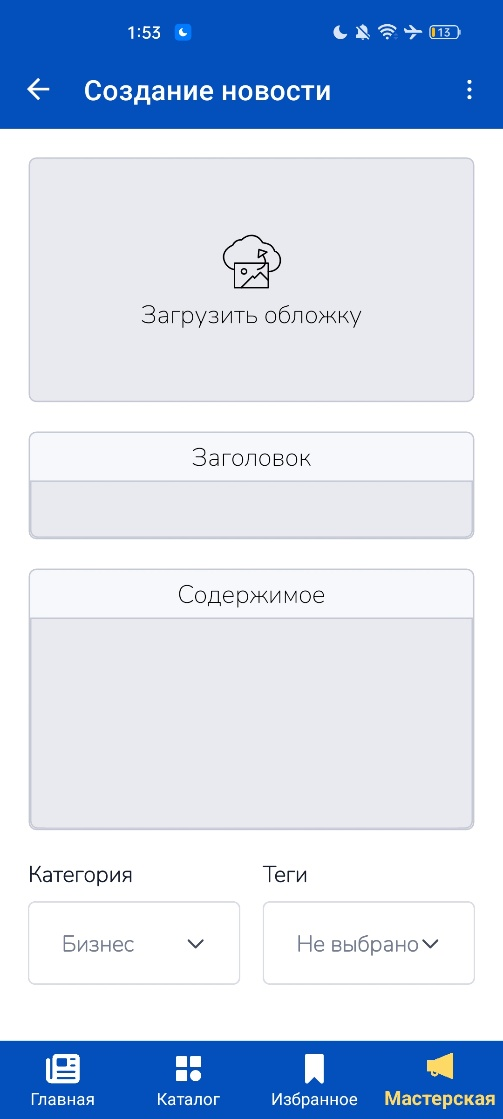 1:53
13
Создание новости
Загрузить обложку
Заголовок
Содержимое
Категория
Теги
Бизнес
Не выбрано
Главная
Каталог
Избранное
Мастерская